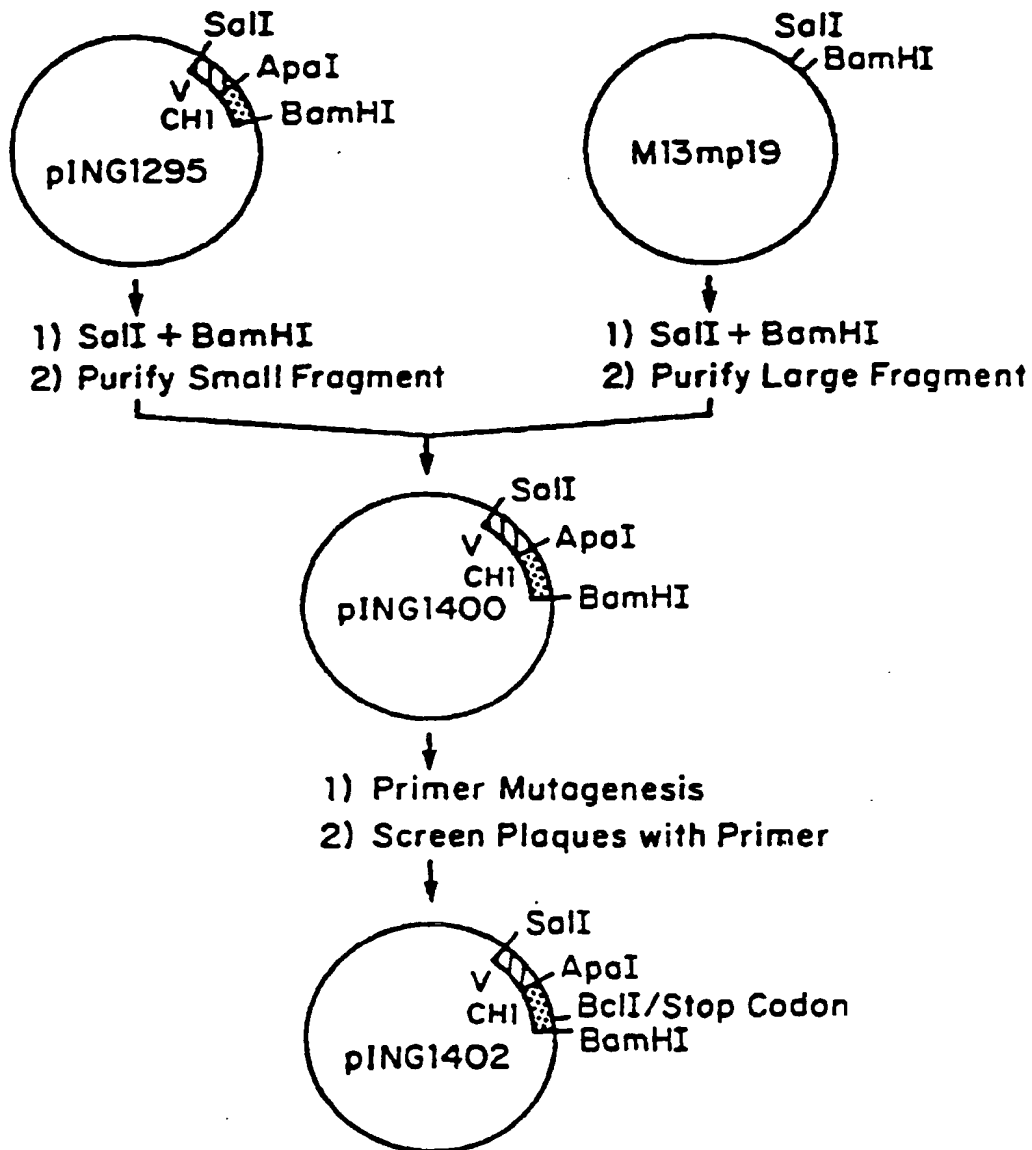 SalI
ApaI
V
CH1
BamHI
pING1295
SalI
BamHI
M13mp19
1) SalI + BamHI
2) Purify Small Fragment
1) SalI + BamHI
2) Purify Large Fragment
SalI
ApaI
V
CH1
BamHI
pING1400
1) Primer Mutagenesis
2) Screen Plaques with Primer
SalI
ApaI
V
CH1
BclI/Stop Codon
BamHI
pING1402